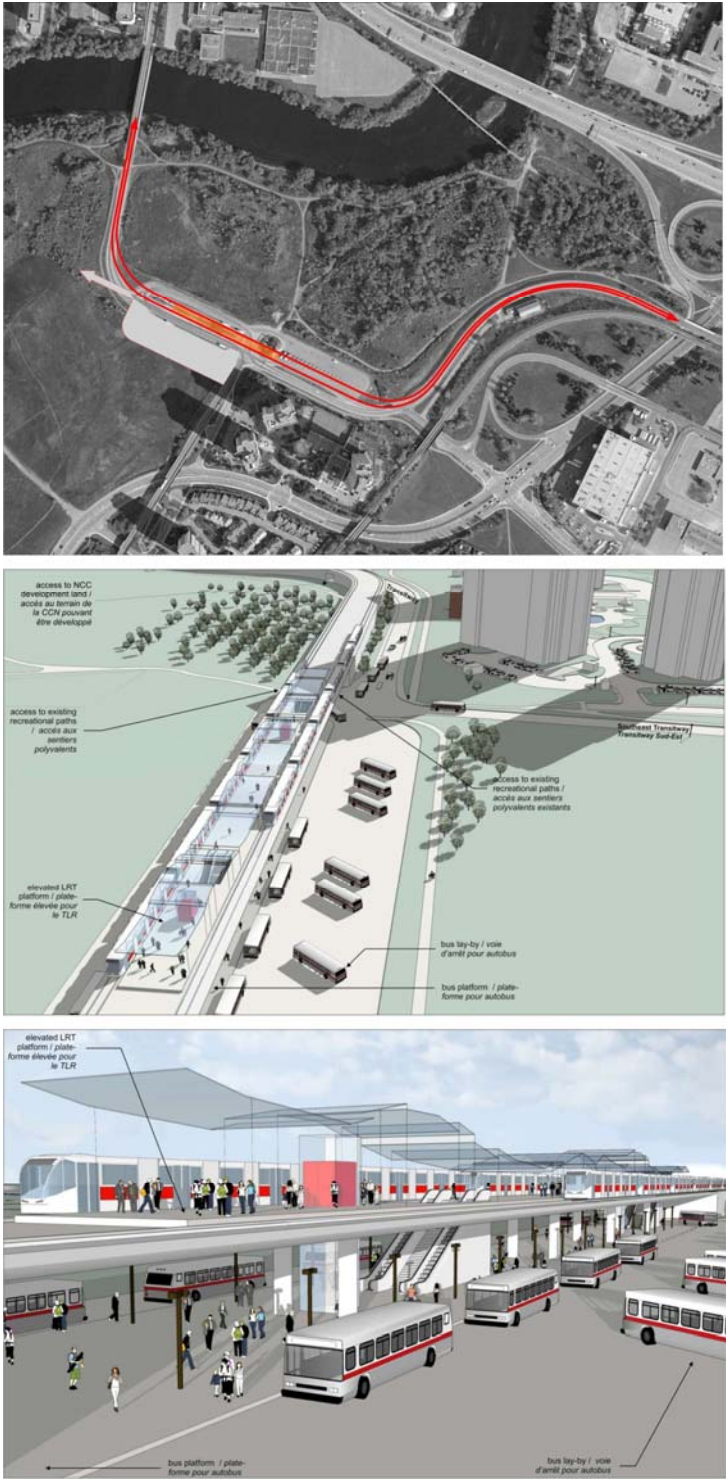 access to NCC
development land /
accès au terrain de
la CCN pouvant
être développé
Transitway
access to existing
recreational paths
/ accès aux
sentiers
polyvalents
Southeast Transitway
Transitway Sud-Est
access to existing
recreational paths /
accès aux sentiers
polyvalents existants
elevated LRT
platform / plate-
forme élevée pour
le TLR
bus lay-by / voie
d'arrêt pour autobus
bus platform / plate-
forme pour autobus
elevated LRT
platform / plate-
forme élevée pour
le TLR
bus platform / plate-
forme pour autobus
bus lay-by / voie
d'arrêt pour autobus